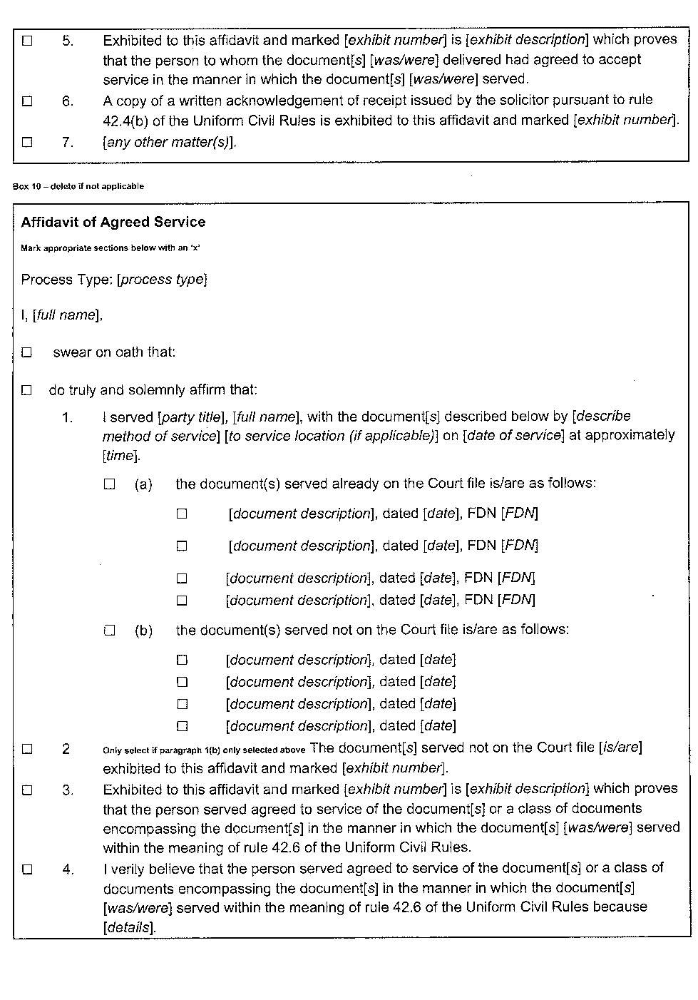 ☐ 5. Exhibited to this affidavit and marked [exhibit number] is [exhibit description] which proves
that the person to whom the document[s] [was/were] delivered had agreed to accept
service in the manner in which the document[s] [was/were] served.
☐ 6. A copy of a written acknowledgement of receipt issued by the solicitor pursuant to rule
42.4(b) of the Uniform Civil Rules is exhibited to this affidavit and marked [exhibit number].
☐ 7. [any other matter(s)].
Box 10 – delete if not applicable
Affidavit of Agreed Service
Mark appropriate sections below with an 'x'
Process Type: [process type]
I, [full name],
☐ swear on oath that:
☐ do truly and solemnly affirm that:
1. I served [party title], [full name], with the document[s] described below by [describe
method of service] [to service location (if applicable)] on [date of service] at approximately
[time].
☐ (a) the document(s) served already on the Court file is/are as follows:
☐ [document description], dated [date], FDN [FDN]
☐ [document description], dated [date], FDN [FDN]
☐ [document description], dated [date], FDN [FDN]
☐ [document description], dated [date], FDN [FDN]
☐ (b) the document(s) served not on the Court file is/are as follows:
☐ [document description], dated [date]
☐ [document description], dated [date]
☐ [document description], dated [date]
☐ [document description], dated [date]
☐ 2 Only select if paragraph 1(b) only selected above The document[s] served not on the Court file [is/are]
exhibited to this affidavit and marked [exhibit number].
☐ 3. Exhibited to this affidavit and marked [exhibit number] is [exhibit description] which proves
that the person served agreed to service of the document[s] or a class of documents
encompassing the document[s] in the manner in which the document[s] [was/were] served
within the meaning of rule 42.6 of the Uniform Civil Rules.
☐ 4. I verily believe that the person served agreed to service of the document[s] or a class of
documents encompassing the document[s] in the manner in which the document[s]
[was/were] served within the meaning of rule 42.6 of the Uniform Civil Rules because
[details].